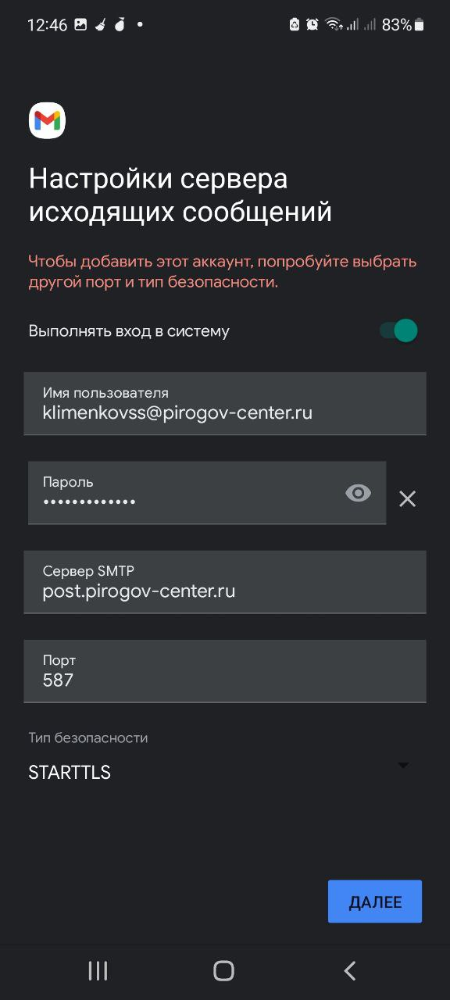 12:46 83%
Настройки сервера
исходящих сообщений
Чтобы добавить этот аккаунт, попробуйте выбрать
другой порт и тип безопасности.
Выполнять вход в систему
Имя пользователя
klimenkovss@pirogov-center.ru
Пароль
•••••••••••••
Сервер SMTP
post.pirogov-center.ru
Порт
587
Тип безопасности
STARTTLS
ДАЛЕЕ